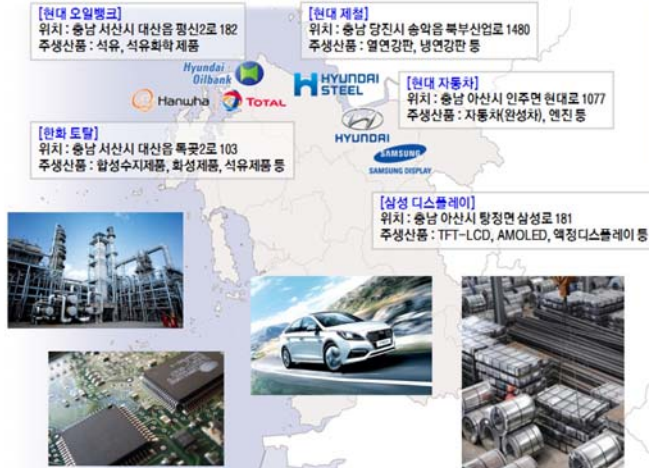 [현대 오일뱅크]
위치 : 충남 서산시 대산읍 평신2로 182
주생산품 : 석유, 석유화학 제품
[현대 제철]
위치 : 충남 당진시 송악읍 북부산업로 1480
주생산품 : 열연강판, 냉연강판 등
Hyundai
Oilbank
Hanwha
TOTAL
HYUNDAI
STEEL
[현대 자동차]
위치 : 충남 아산시 인주면 현대로 1077
주생산품 : 자동차(완성차), 엔진 등
HYUNDAI
SAMSUNG
SAMSUNG DISPLAY
[한화 토탈]
위치 : 충남 서산시 대산읍 독곶2로 103
주생산품 : 합성수지제품, 화성제품, 석유제품 등
[삼성 디스플레이]
위치 : 충남 아산시 탕정면 삼성로 181
주생산품 : TFT-LCD, AMOLED, 액정디스플레이 등